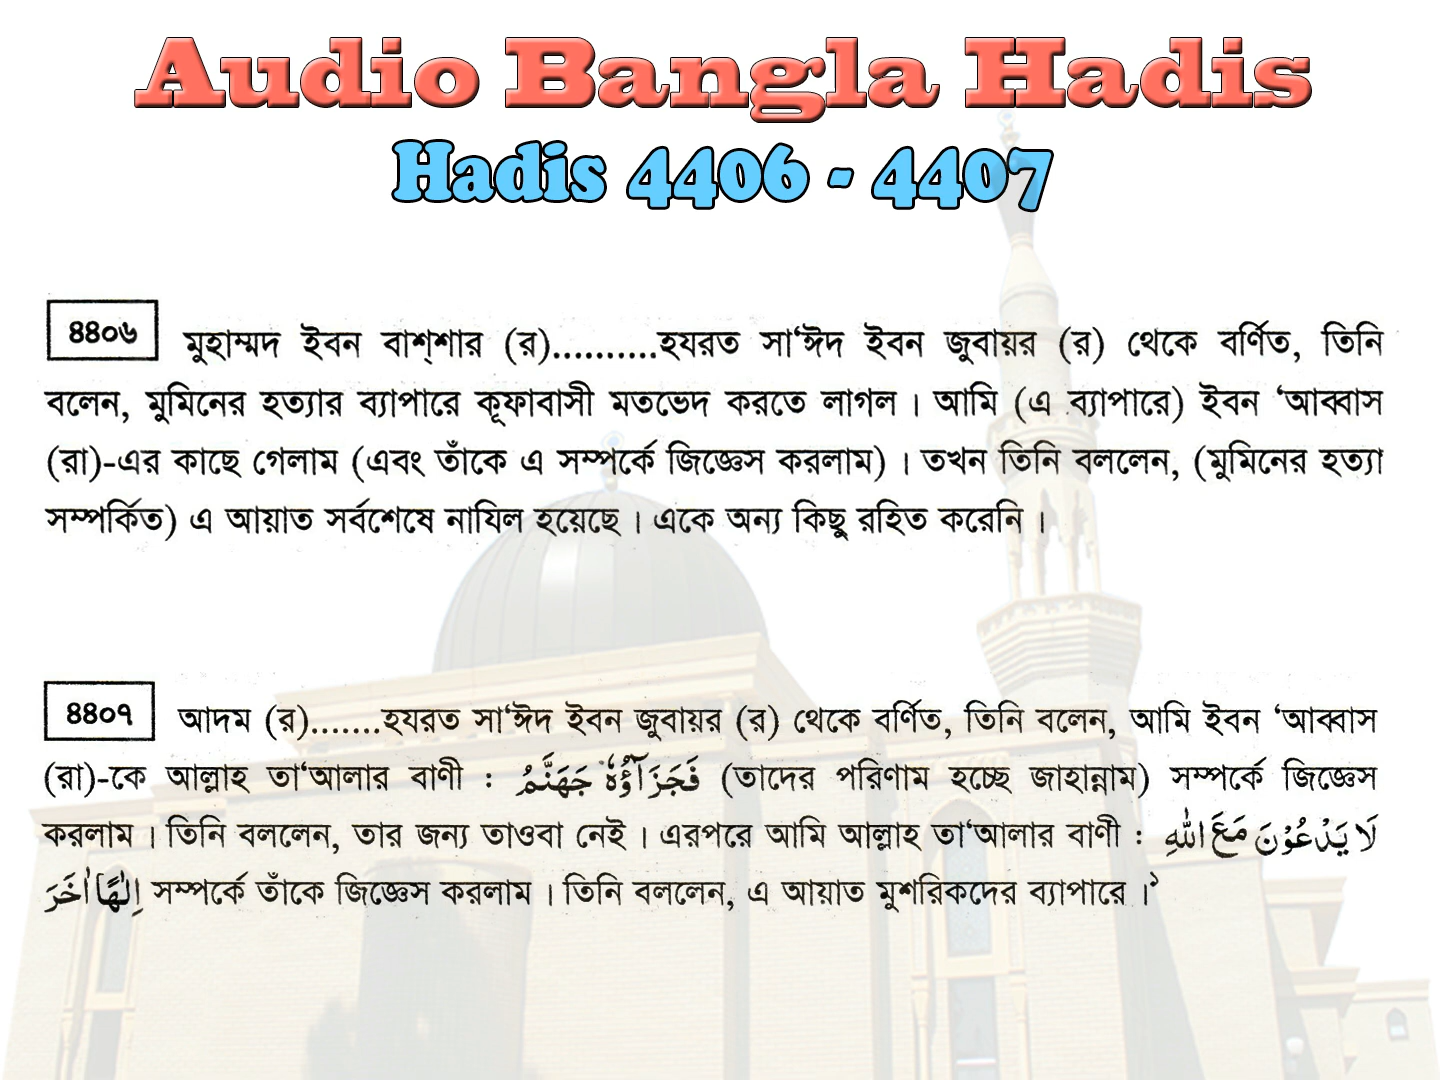 Audio Bangla Hadis
Hadis 4406 - 4407
৪৪০৬ মুহাম্মদ ইবন বাশ্‌শার (র)..........হযরত সা‘ঈদ ইবন জুবায়র (র) থেকে বর্ণিত, তিনি
বলেন, মুমিনের হত্যার ব্যাপারে কূফাবাসী মতভেদ করতে লাগল। আমি (এ ব্যাপারে) ইবন ‘আব্বাস
(রা)-এর কাছে গেলাম (এবং তাঁকে এ সম্পর্কে জিজ্ঞেস করলাম)। তখন তিনি বললেন, (মুমিনের হত্যা
সম্পর্কিত) এ আয়াত সর্বশেষে নাযিল হয়েছে। একে অন্য কিছু রহিত করেনি।
৪৪০৭ আদম (র).......হযরত সা‘ঈদ ইবন জুবায়র (র) থেকে বর্ণিত, তিনি বলেন, আমি ইবন ‘আব্বাস
(রা)-কে আল্লাহ তা‘আলার বাণী : فَجَزَآؤُهٗ جَهَنَّمُ (তাদের পরিণাম হচ্ছে জাহান্নাম) সম্পর্কে জিজ্ঞেস
করলাম। তিনি বললেন, তার জন্য তাওবা নেই। এরপরে আমি আল্লাহ তা‘আলার বাণী : لَا يَدْعُوْنَ مَعَ اللّٰهِ
اِلٰهًا اٰخَرَ সম্পর্কে তাঁকে জিজ্ঞেস করলাম। তিনি বললেন, এ আয়াত মুশরিকদের ব্যাপারে।১